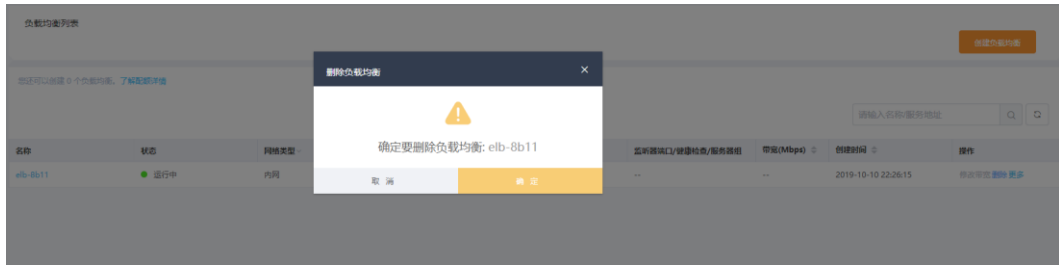 负载均衡列表
创建负载均衡
您还可以创建 0 个负载均衡。了解配额详情
删除负载均衡
确定要删除负载均衡: elb-8b11
取 消
确 定
请输入名称/服务地址
名称 状态 网络类型 监听器端口/健康检查/服务器组 带宽(Mbps) 创建时间 操作
elb-8b11 运行中 内网 -- -- 2019-10-10 22:26:15 修改带宽 删除 更多